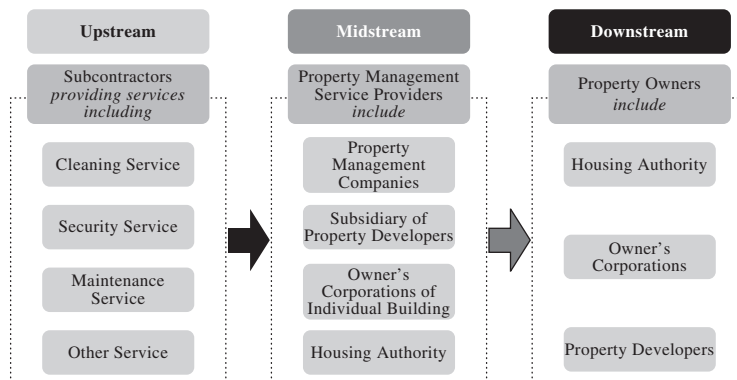 Upstream
Midstream
Downstream
Subcontractors
providing services
including
Property Management
Service Providers
include
Property Owners
include
Cleaning Service
Property
Management
Companies
Housing Authority
Security Service
Subsidiary of
Property Developers
Owner's
Corporations
Maintenance
Service
Owner's
Corporations of
Individual Building
Other Service
Housing Authority
Property Developers